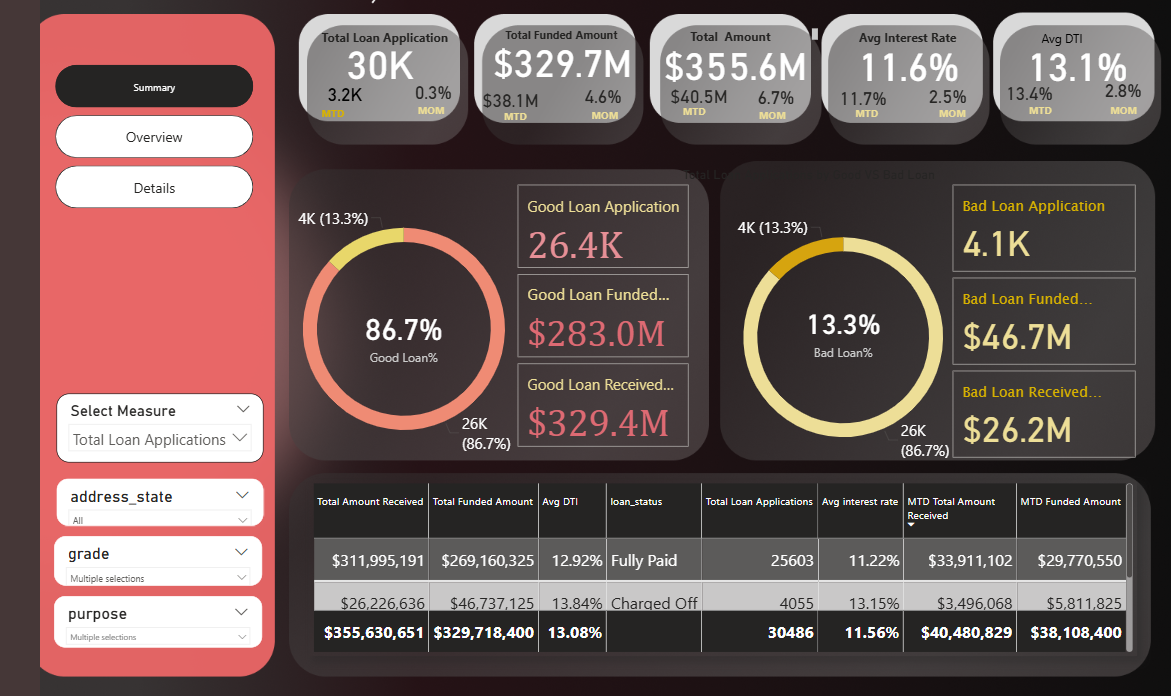 Summary
Overview
Details
Select Measure
Total Loan Applications
address_state
All
grade
Multiple selections
purpose
Multiple selections
Total Loan Application
30K
3.2K
0.3%
MTD
MOM
Total Funded Amount
$329.7M
$38.1M
4.6%
MTD
MOM
Total Amount
$355.6M
$40.5M
6.7%
MTD
MOM
Avg Interest Rate
11.6%
11.7%
2.5%
MTD
MOM
Avg DTI
13.1%
13.4%
2.8%
MTD
MOM
4K (13.3%)
86.7%
Good Loan%
26K
(86.7%)
Good Loan Application
26.4K
Good Loan Funded...
$283.0M
Good Loan Received...
$329.4M
4K (13.3%)
13.3%
Bad Loan%
26K
(86.7%)
Bad Loan Application
4.1K
Bad Loan Funded...
$46.7M
Bad Loan Received...
$26.2M
Total Amount Received Total Funded Amount Avg DTI loan_status Total Loan Applications Avg interest rate MTD Total Amount MTD Funded Amount
Received
$311,995,191 $269,160,325 12.92% Fully Paid 25603 11.22% $33,911,102 $29,770,550
$26,226,636 $46,737,125 13.84% Charged Off 4055 13.15% $3,496,068 $5,811,825
$355,630,651 $329,718,400 13.08% 30486 11.56% $40,480,829 $38,108,400